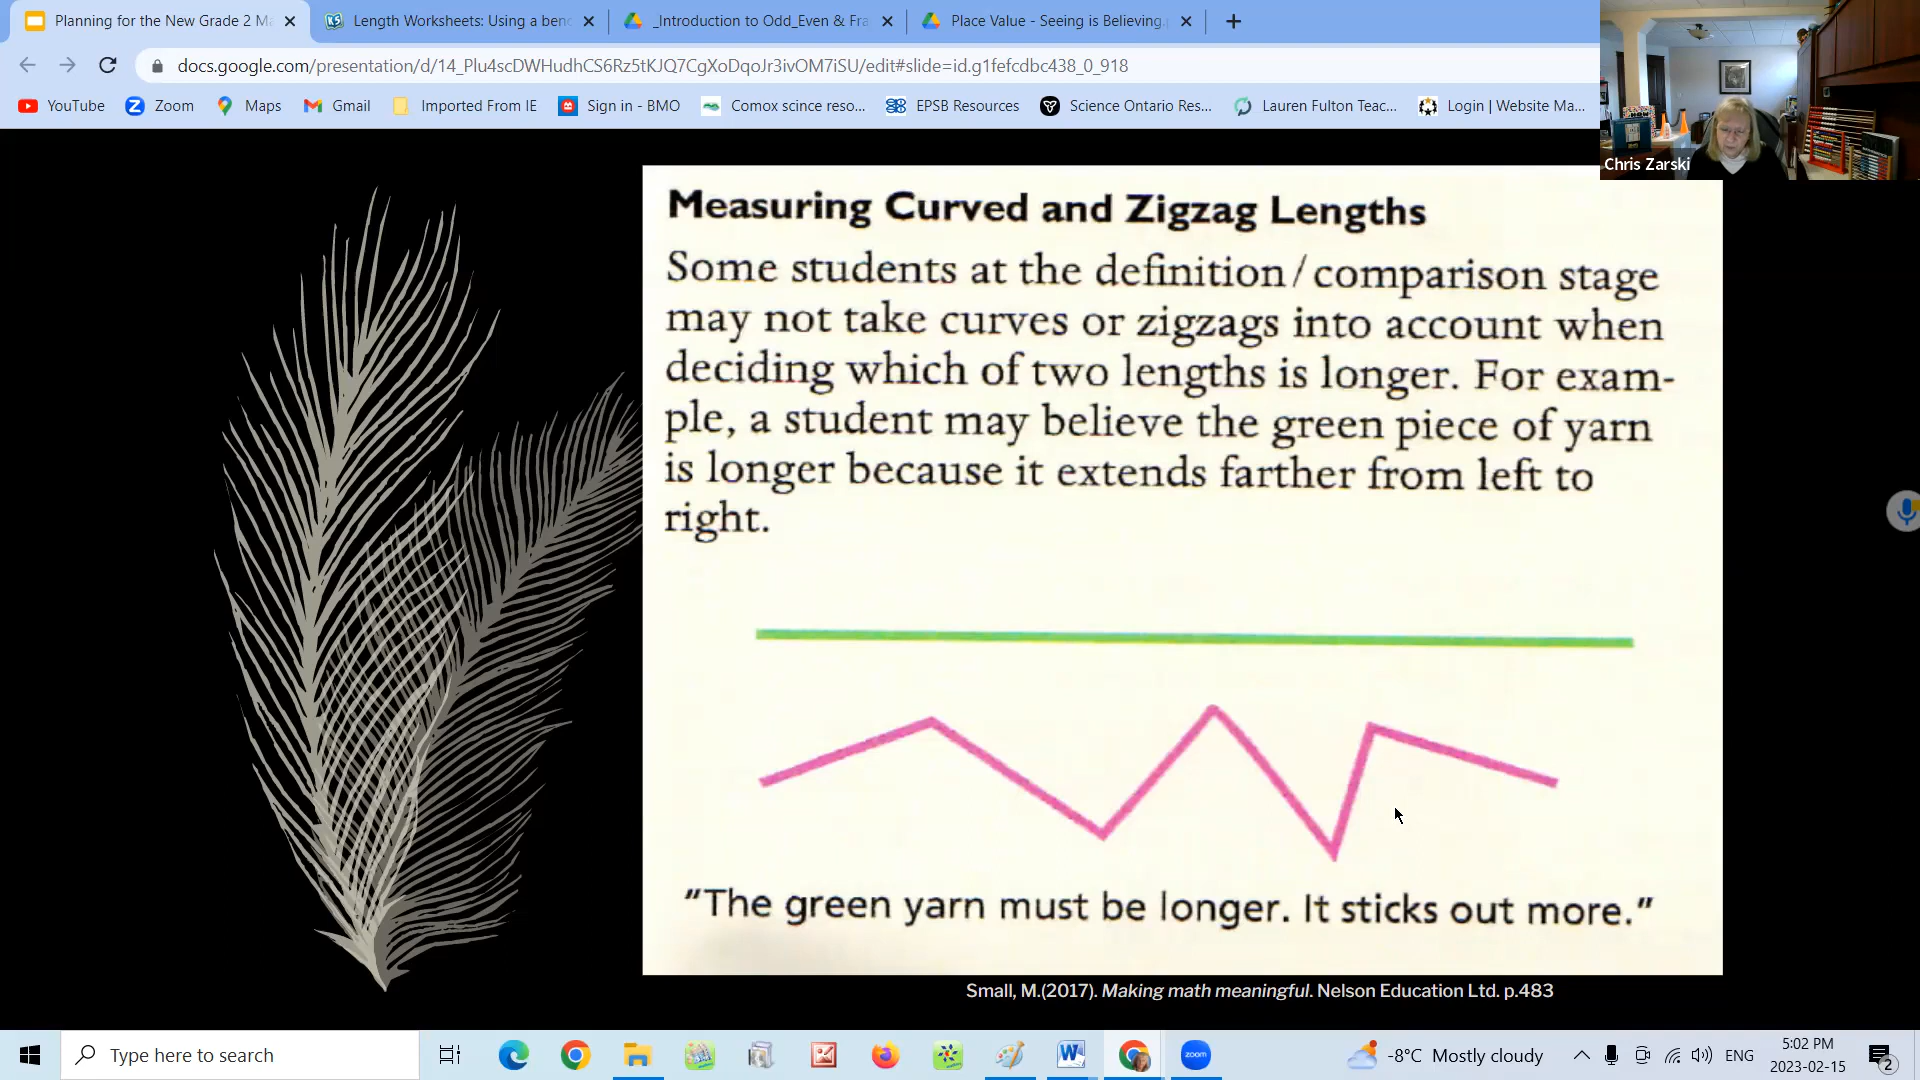 Planning for the New Grade 2 Ma
Length Worksheets: Using a ben
_Introduction to Odd_Even & Fra
Place Value - Seeing is Believing.
docs.google.com/presentation/d/14_Plu4scDWHudhCS6Rz5tKJQ7CgXoDqoJr3ivOM7iSU/edit#slide=id.g1fefcdbc438_0_918
YouTube Zoom Maps Gmail Imported From IE Sign in - BMO Comox scince reso... EPSB Resources Science Ontario Res... Lauren Fulton Teac... Login | Website Ma...
Chris Zarski
Measuring Curved and Zigzag Lengths
Some students at the definition/comparison stage
may not take curves or zigzags into account when
deciding which of two lengths is longer. For exam-
ple, a student may believe the green piece of yarn
is longer because it extends farther from left to
right.
"The green yarn must be longer. It sticks out more."
Small, M.(2017). Making math meaningful. Nelson Education Ltd. p.483
Type here to search
zoom
-8°C Mostly cloudy
ENG
5:02 PM
2023-02-15
2